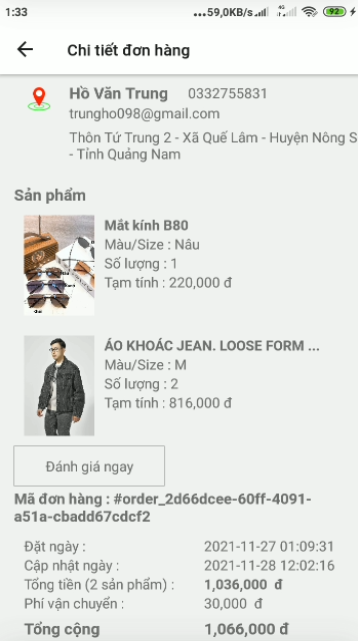 1:33 ...59,0KB/s 4G 92
Chi tiết đơn hàng
Hồ Văn Trung 0332755831
trungho098@gmail.com
Thôn Tứ Trung 2 - Xã Quế Lâm - Huyện Nông S
- Tỉnh Quảng Nam
Sản phẩm
Mắt kính B80
Màu/Size : Nâu
Số lượng : 1
Tạm tính : 220,000 đ
ÁO KHOÁC JEAN. LOOSE FORM ...
Màu/Size : M
Số lượng : 2
Tạm tính : 816,000 đ
Đánh giá ngay
Mã đơn hàng : #order_2d66dcee-60ff-4091-
a51a-cbadd67cdcf2
Đặt ngày : 2021-11-27 01:09:31
Cập nhật ngày : 2021-11-28 12:02:16
Tổng tiền (2 sản phẩm) : 1,036,000 đ
Phí vận chuyển : 30,000 đ
Tổng cộng 1,066,000 đ